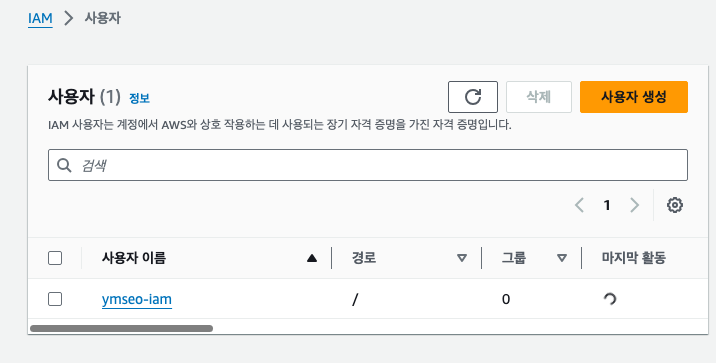 IAM > 사용자
사용자 (1) 정보
삭제
사용자 생성
IAM 사용자는 계정에서 AWS와 상호 작용하는 데 사용되는 장기 자격 증명을 가진 자격 증명입니다.
검색
1
사용자 이름 경로 그룹 마지막 활동
ymseo-iam / 0